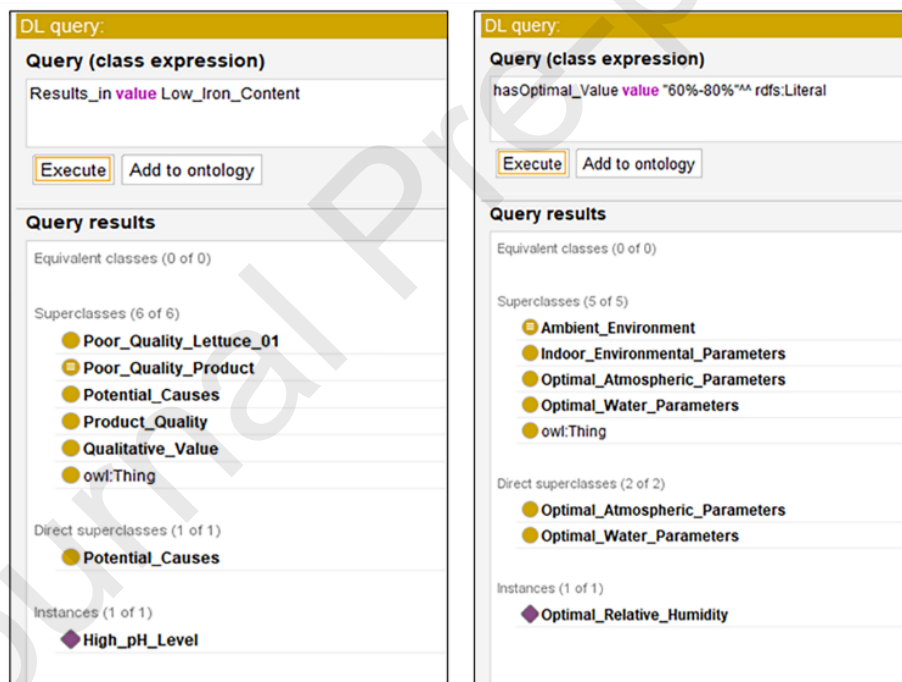 DL query:
Query (class expression)
Results_in value Low_Iron_Content
Execute
Add to ontology
Query results
Equivalent classes (0 of 0)
Superclasses (6 of 6)
Poor_Quality_Lettuce_01
Poor_Quality_Product
Potential_Causes
Product_Quality
Qualitative_Value
owl:Thing
Direct superclasses (1 of 1)
Potential_Causes
Instances (1 of 1)
High_pH_Level
DL query:
Query (class expression)
hasOptimal_Value value "60%-80%"^^ rdfs:Literal
Execute
Add to ontology
Query results
Equivalent classes (0 of 0)
Superclasses (5 of 5)
Ambient_Environment
Indoor_Environmental_Parameters
Optimal_Atmospheric_Parameters
Optimal_Water_Parameters
owl:Thing
Direct superclasses (2 of 2)
Optimal_Atmospheric_Parameters
Optimal_Water_Parameters
Instances (1 of 1)
Optimal_Relative_Humidity
Journal Pre-p